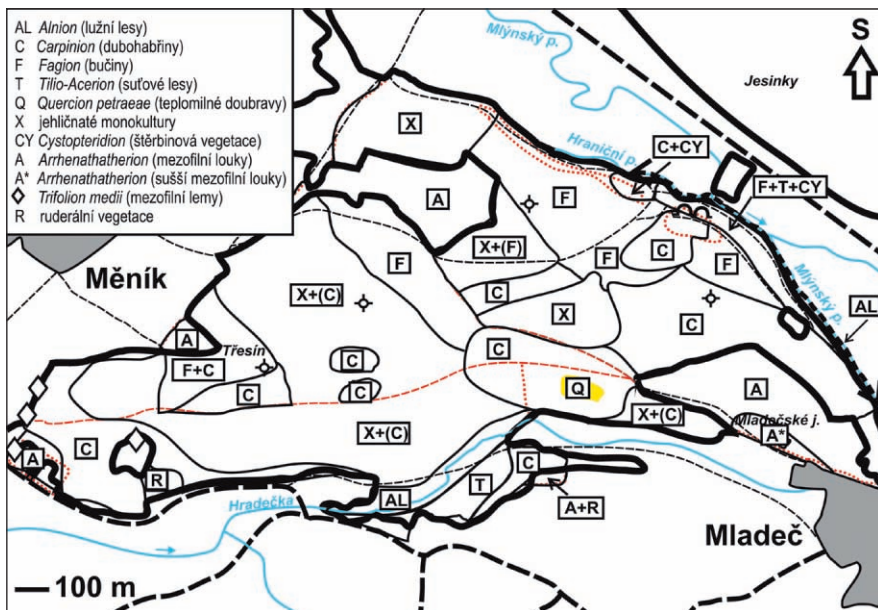 AL Alnion (lužní lesy)
C Carpinion (dubohabřiny)
F Fagion (bučiny)
T Tilio-Acerion (suťové lesy)
Q Quercion petraeae (teplomilné doubravy)
X jehličnaté monokultury
CY Cystopteridion (štěrbinová vegetace)
A Arrhenathatherion (mezofilní louky)
A* Arrhenathatherion (sušší mezofilní louky)
Trifolion medii (mezofilní lemy)
R ruderální vegetace
Mlýnský p.
S
Jesinky
X
Hraniční p.
C+CY
F+T+CY
A
F
Měník
F
X+(F)
F
C
F
Mlýnský p.
X+(C)
C
X
C
AL
A
Třesín
F+C
C
C
C
C
Q
A
X+(C)
X+(C)
Mladečské j.
A*
A
C
R
C
T
AL
A+R
Hradečka
Mladeč
100 m